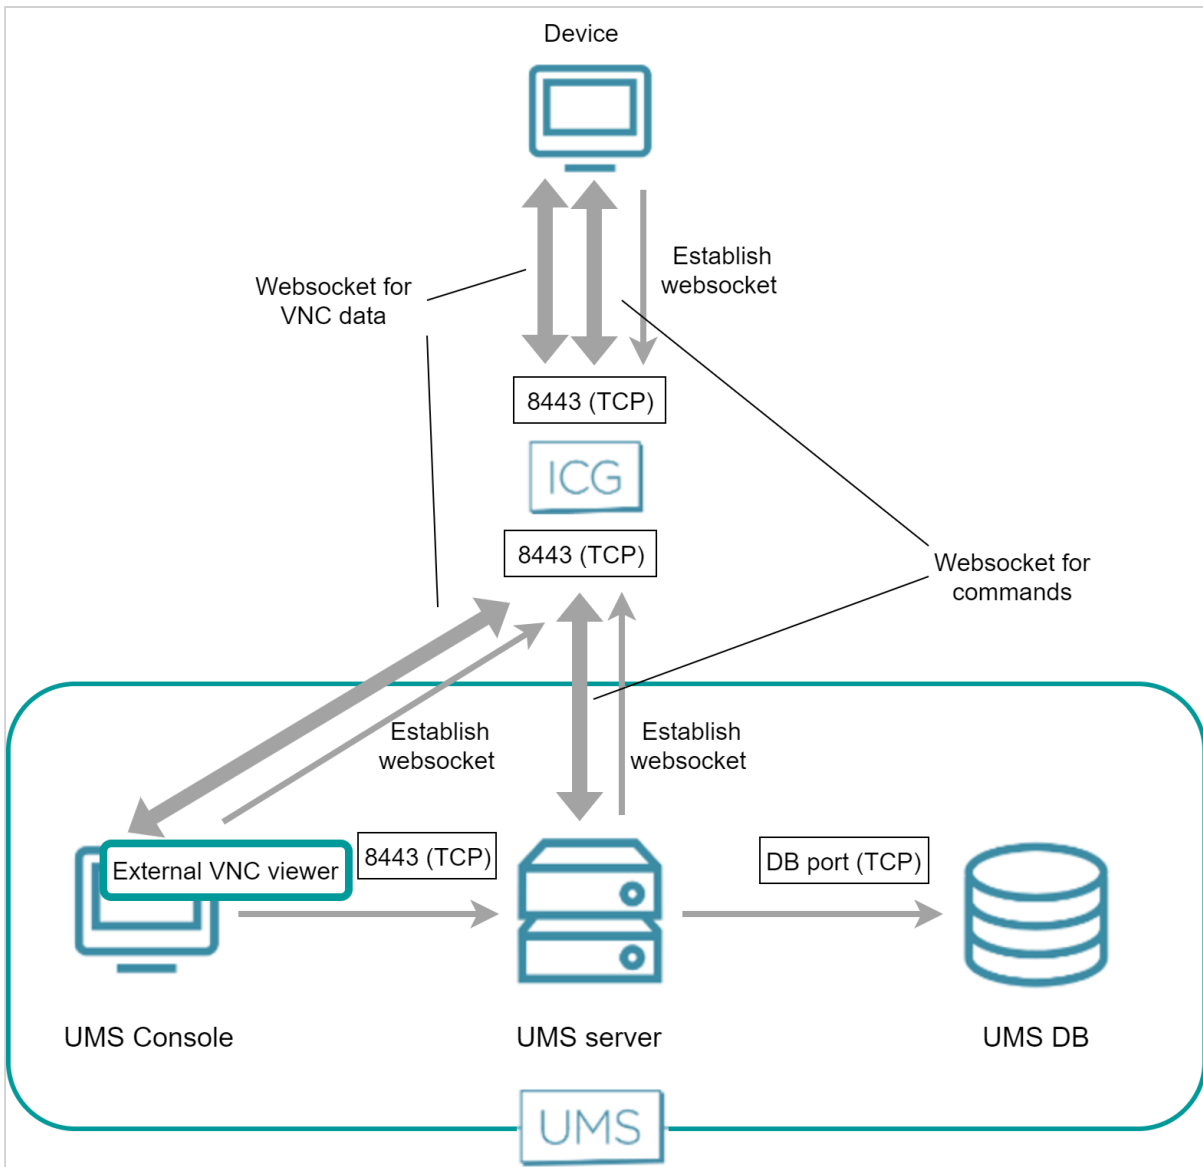 Device
Establish
websocket
Websocket for
VNC data
8443 (TCP)
ICG
8443 (TCP)
Websocket for
commands
Establish
websocket
Establish
websocket
External VNC viewer
8443 (TCP)
DB port (TCP)
UMS Console
UMS server
UMS DB
UMS